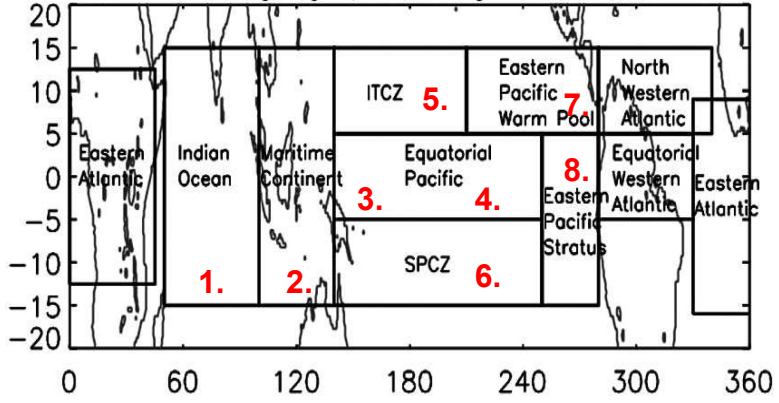 20
15
10
5
0
-5
-10
-15
-20
Eastern
Atlantic
Indian
Ocean
1.
Maritime
Continent
2.
ITCZ
5.
Eastern
Pacific
Warm Pool
7.
North
Western
Atlantic
Equatorial
Pacific
3.
4.
8.
Eastern
Pacific
Stratus
Equatorial
Western
Atlantic
Eastern
Atlantic
SPCZ
6.
0
60
120
180
240
300
360